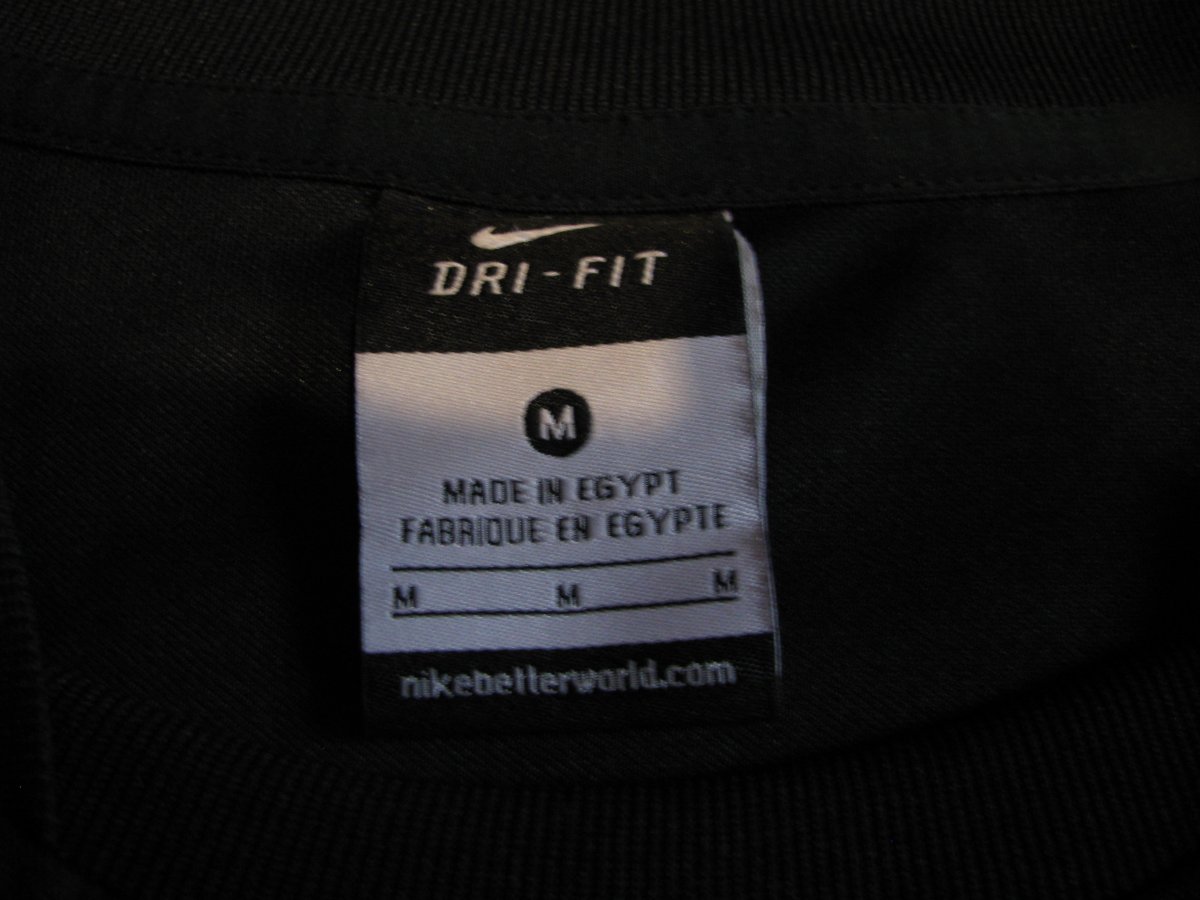 DRI-FIT
M
MADE IN EGYPT
FABRIQUE EN EGYPTE
M M M
nikebetterworld.com